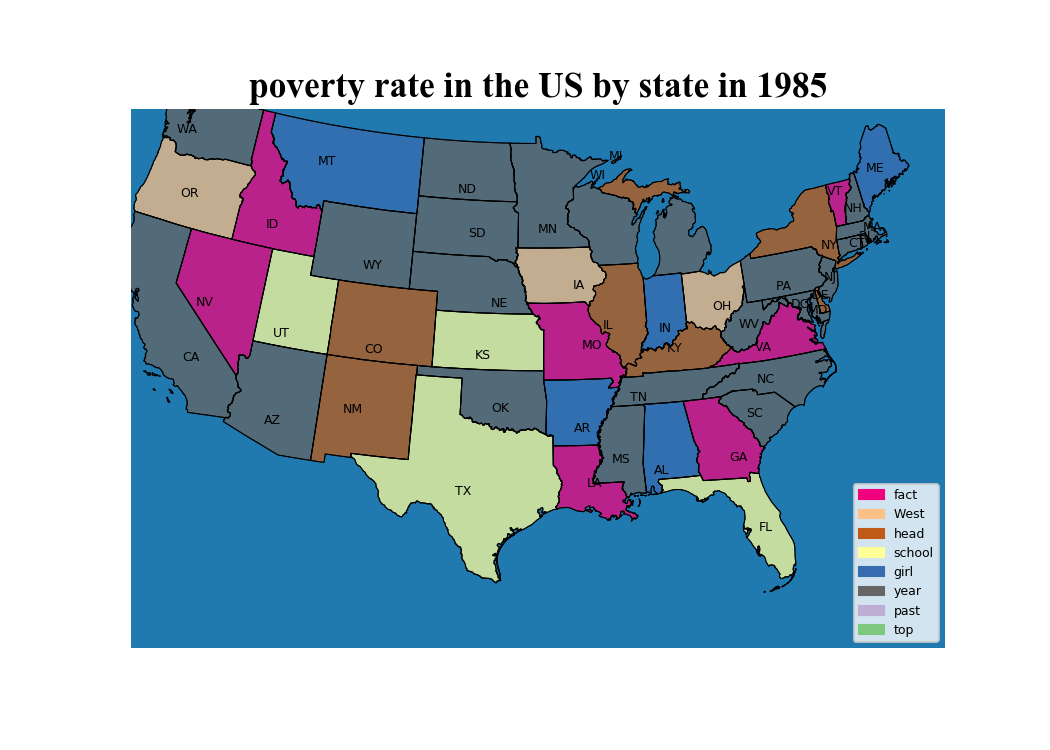 poverty rate in the US by state in 1985
WA
MT
ND
MI
WI
ME
OR
ID
SD
MN
VT
NH
MA
RI
CT
NY
WY
NE
IA
PA
NJ
NV
UT
CO
KS
IL
IN
OH
WV
DC
DE
MD
VA
KY
MO
CA
AZ
NM
OK
AR
TN
NC
SC
MS
AL
GA
TX
LA
FL
fact
West
head
school
girl
year
past
top